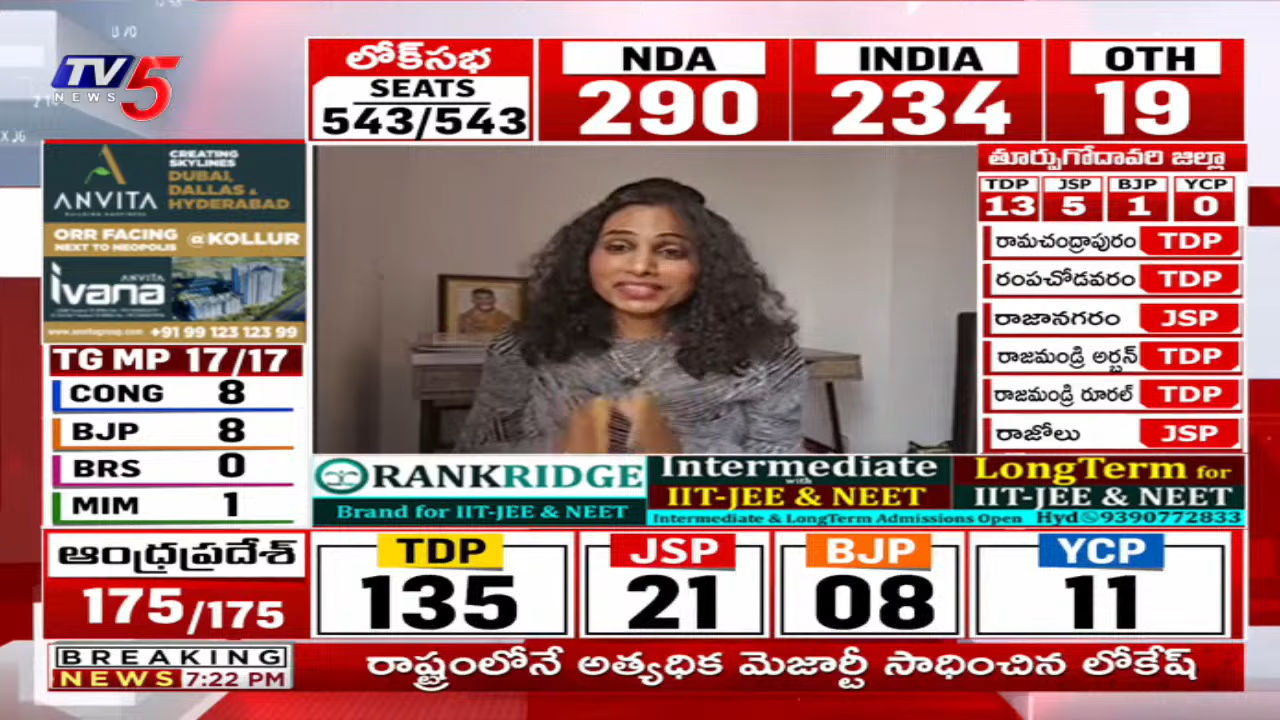 TV5
NEWS
లోక్‌సభ
SEATS
543/543
NDA
290
INDIA
234
OTH
19
ANVITA
BUILDING HAPPINESS
CREATING
SKYLINES
DUBAI,
DALLAS &
HYDERABAD
ORR FACING
NEXT TO NEOPOLIS
@KOLLUR
ANVITA
ivana
www.anvitagroup.com +91 99 123 123 99
TG MP 17/17
CONG 8
BJP 8
BRS 0
MIM 1
తూర్పుగోదావరి జిల్లా
TDP JSP BJP YCP
13 5 1 0
రామచంద్రాపురం TDP
రంపచోడవరం TDP
రాజానగరం JSP
రాజమండ్రి అర్బన్ TDP
రాజమండ్రి రూరల్ TDP
రాజోలు JSP
RANKRIDGE
Brand for IIT-JEE & NEET
Intermediate
with
IIT-JEE & NEET
LongTerm for
IIT-JEE & NEET
Intermediate & LongTerm Admissions Open Hyd 9390772833
ఆంధ్రప్రదేశ్
175/175
TDP
135
JSP
21
BJP
08
YCP
11
BREAKING
NEWS 7:22 PM
రాష్ట్రంలోనే అత్యధిక మెజార్టీ సాధించిన లోకేష్